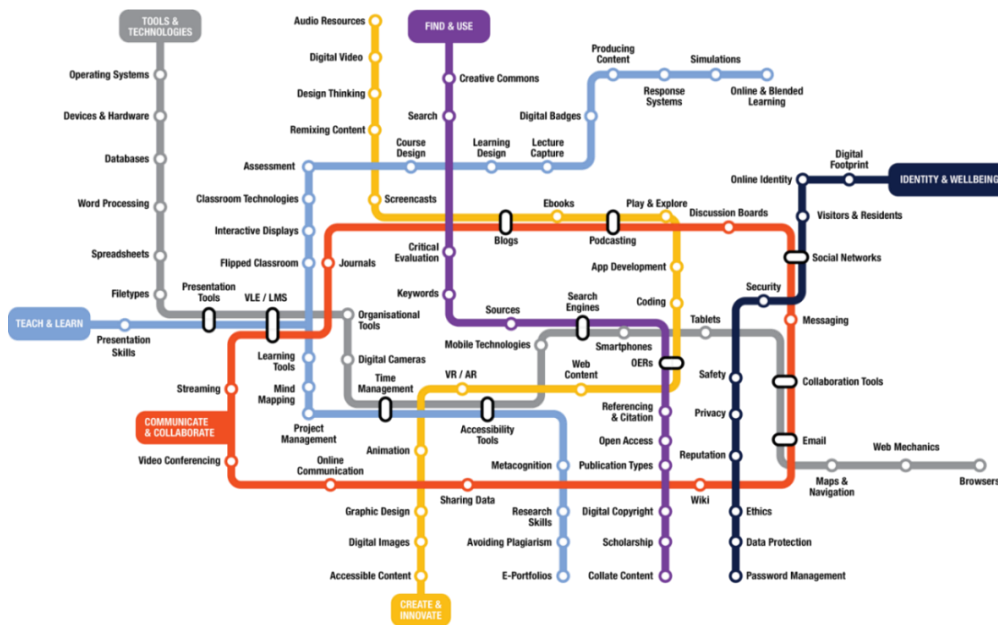 TOOLS &
TECHNOLOGIES
Audio Resources
FIND & USE
Operating Systems
Digital Video
Creative Commons
Producing
Content
Simulations
Response
Systems
Online & Blended
Learning
Design Thinking
Devices & Hardware
Search
Digital Badges
Remixing Content
Databases
Assessment
Course
Design
Learning
Design
Lecture
Capture
Digital
Footprint
Online Identity
IDENTITY & WELLBEING
Word Processing
Classroom Technologies
Screencasts
Ebooks
Play & Explore
Discussion Boards
Visitors & Residents
Interactive Displays
Blogs
Podcasting
Spreadsheets
Flipped Classroom
Journals
Critical
Evaluation
App Development
Social Networks
Filetypes
Presentation
Tools
VLE / LMS
Keywords
Search
Engines
Coding
Security
TEACH & LEARN
Presentation
Skills
Organisational
Tools
Sources
Tablets
Messaging
Mobile Technologies
Smartphones
Learning
Tools
Digital Cameras
OERs
Streaming
Mind
Mapping
Time
Management
VR / AR
Web
Content
Safety
Collaboration Tools
COMMUNICATE
& COLLABORATE
Project
Management
Accessibility
Tools
Referencing
& Citation
Privacy
Video Conferencing
Online
Communication
Animation
Metacognition
Open Access
Publication Types
Reputation
Email
Web Mechanics
Maps &
Navigation
Browsers
Sharing Data
Wiki
Graphic Design
Research
Skills
Digital Copyright
Ethics
Digital Images
Avoiding Plagiarism
Scholarship
Data Protection
Accessible Content
E-Portfolios
Collate Content
Password Management
CREATE &
INNOVATE